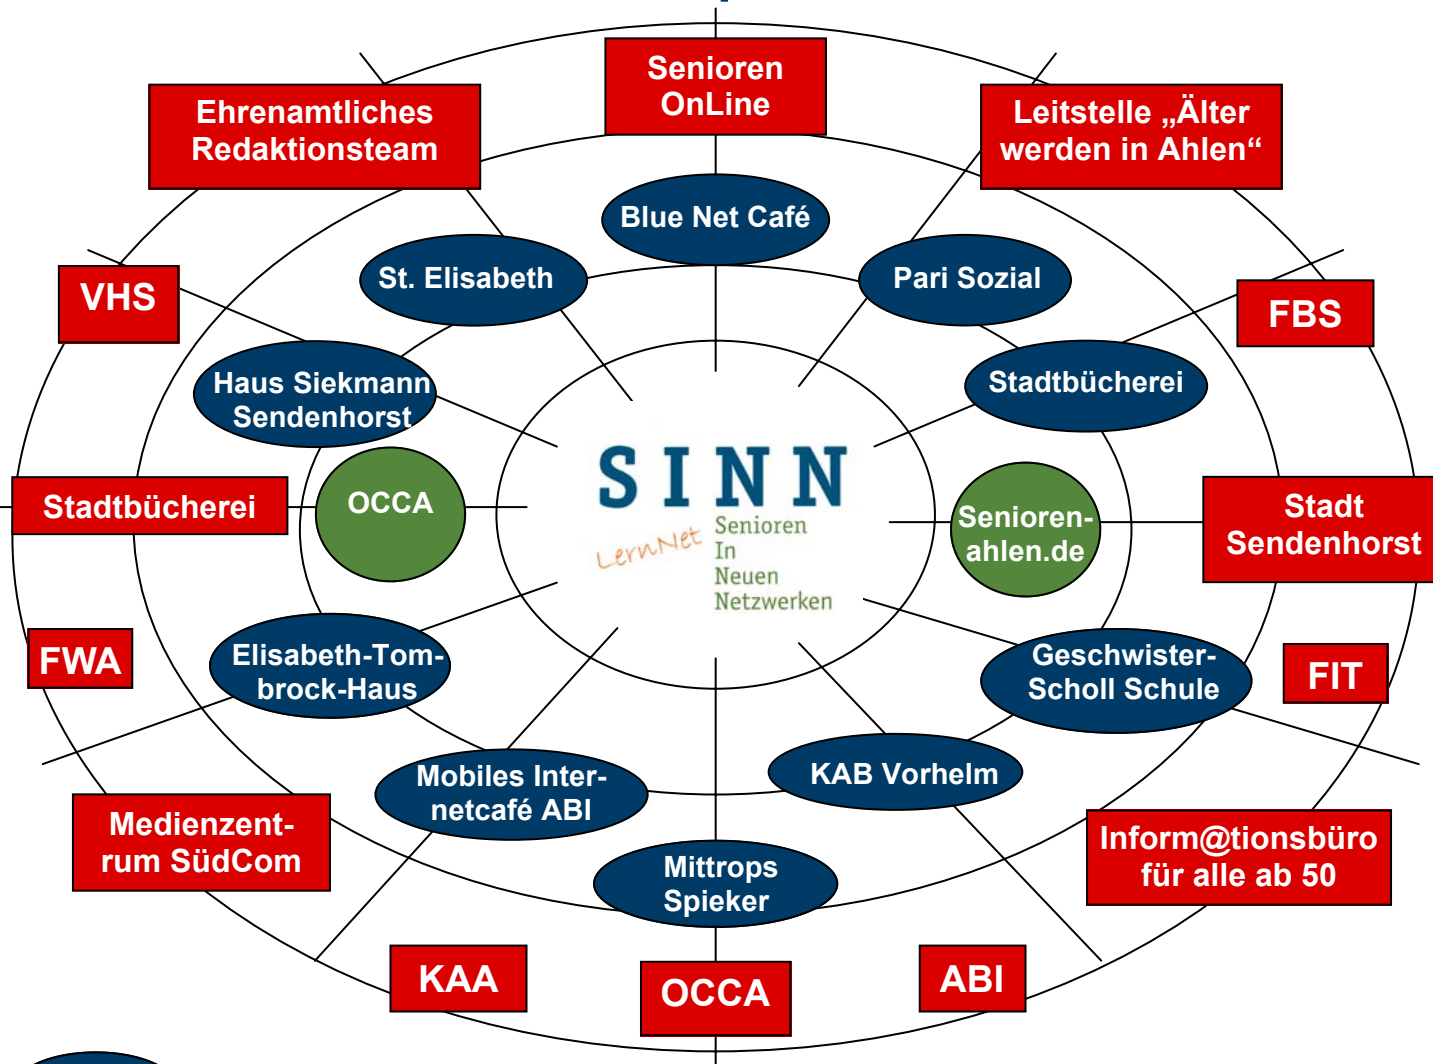 Senioren
OnLine
Ehrenamtliches
Redaktionsteam
Leitstelle „Älter
werden in Ahlen“
Blue Net Café
St. Elisabeth
Pari Sozial
VHS
FBS
Haus Siekmann
Sendenhorst
Stadtbücherei
Stadtbücherei
OCCA
SINN
LernNet
Senioren
In
Neuen
Netzwerken
Senioren-
ahlen.de
Stadt
Sendenhorst
FWA
Elisabeth-Tom-
brock-Haus
Geschwister-
Scholl Schule
FIT
Mobiles Inter-
netcafé ABI
KAB Vorhelm
Medienzent-
rum SüdCom
Inform@tionsbüro
für alle ab 50
Mittrops
Spieker
KAA
OCCA
ABI